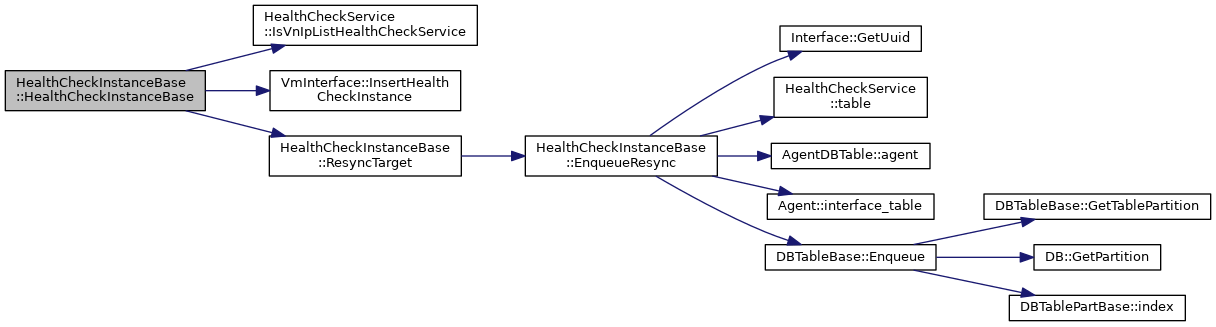 HealthCheckInstanceBase
::HealthCheckInstanceBase
HealthCheckService
::IsVnIpListHealthCheckService
VmInterface::InsertHealth
CheckInstance
HealthCheckInstanceBase
::ResyncTarget
HealthCheckInstanceBase
::EnqueueResync
Interface::GetUuid
HealthCheckService
::table
AgentDBTable::agent
Agent::interface_table
DBTableBase::Enqueue
DBTableBase::GetTablePartition
DB::GetPartition
DBTablePartBase::index